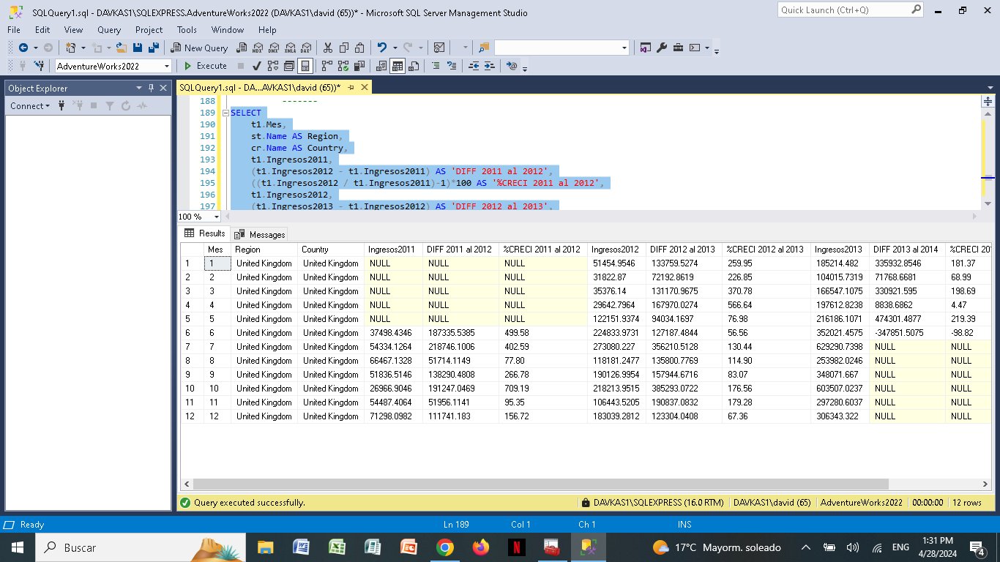 SQLQuery1.sql - DAVKAS1\SQLEXPRESS.AdventureWorks2022 (DAVKAS1\david (65))* - Microsoft SQL Server Management Studio
Quick Launch (Ctrl+Q)
File Edit View Query Project Tools Window Help
New Query MDX DMX XMLA DAX
AdventureWorks2022 Execute
Object Explorer
Connect
SQLQuery1.sql - DA...AVKAS1\david (65))*
188 -------
189 SELECT
190 t1.Mes,
191 st.Name AS Region,
192 cr.Name AS Country,
193 t1.Ingresos2011,
194 (t1.Ingresos2012 - t1.Ingresos2011) AS 'DIFF 2011 al 2012',
195 ((t1.Ingresos2012 / t1.Ingresos2011)-1)*100 AS '%CRECI 2011 al 2012',
196 t1.Ingresos2012,
197 (t1.Ingresos2013 - t1.Ingresos2012) AS 'DIFF 2012 al 2013',
100 %
Results Messages
Mes Region Country Ingresos2011 DIFF 2011 al 2012 %CRECI 2011 al 2012 Ingresos2012 DIFF 2012 al 2013 %CRECI 2012 al 2013 Ingresos2013 DIFF 2013 al 2014 %CRECI 20
1 1 United Kingdom United Kingdom NULL NULL NULL 51454.9546 133759.5274 259.95 185214.482 335932.8546 181.37
2 2 United Kingdom United Kingdom NULL NULL NULL 31822.87 72192.8619 226.85 104015.7319 71768.6681 68.99
3 3 United Kingdom United Kingdom NULL NULL NULL 35376.14 131170.9675 370.78 166547.1075 330921.595 198.69
4 4 United Kingdom United Kingdom NULL NULL NULL 29642.7964 167970.0274 566.64 197612.8238 8838.6862 4.47
5 5 United Kingdom United Kingdom NULL NULL NULL 122151.9374 94034.1697 76.98 216186.1071 474301.4877 219.39
6 6 United Kingdom United Kingdom 37498.4346 187335.5385 499.58 224833.9731 127187.4844 56.56 352021.4575 -347851.5075 -98.82
7 7 United Kingdom United Kingdom 54334.1264 218746.1006 402.59 273080.227 356210.5128 130.44 629290.7398 NULL NULL
8 8 United Kingdom United Kingdom 66467.1328 51714.1149 77.80 118181.2477 135800.7769 114.90 253982.0246 NULL NULL
9 9 United Kingdom United Kingdom 51836.5146 138290.4808 266.78 190126.9954 157944.6716 83.07 348071.667 NULL NULL
10 10 United Kingdom United Kingdom 26966.9046 191247.0469 709.19 218213.9515 385293.0722 176.56 603507.0237 NULL NULL
11 11 United Kingdom United Kingdom 54487.4064 51956.1141 95.35 106443.5205 190837.0832 179.28 297280.6037 NULL NULL
12 12 United Kingdom United Kingdom 71298.0982 111741.183 156.72 183039.2812 123304.0408 67.36 306343.322 NULL NULL
Query executed successfully. DAVKAS1\SQLEXPRESS (16.0 RTM) DAVKAS1\david (65) AdventureWorks2022 00:00:00 12 rows
Ready Ln 189 Col 1 Ch 1 INS
Buscar 17°C Mayorm. soleado ENG 1:31 PM
4/28/2024 4